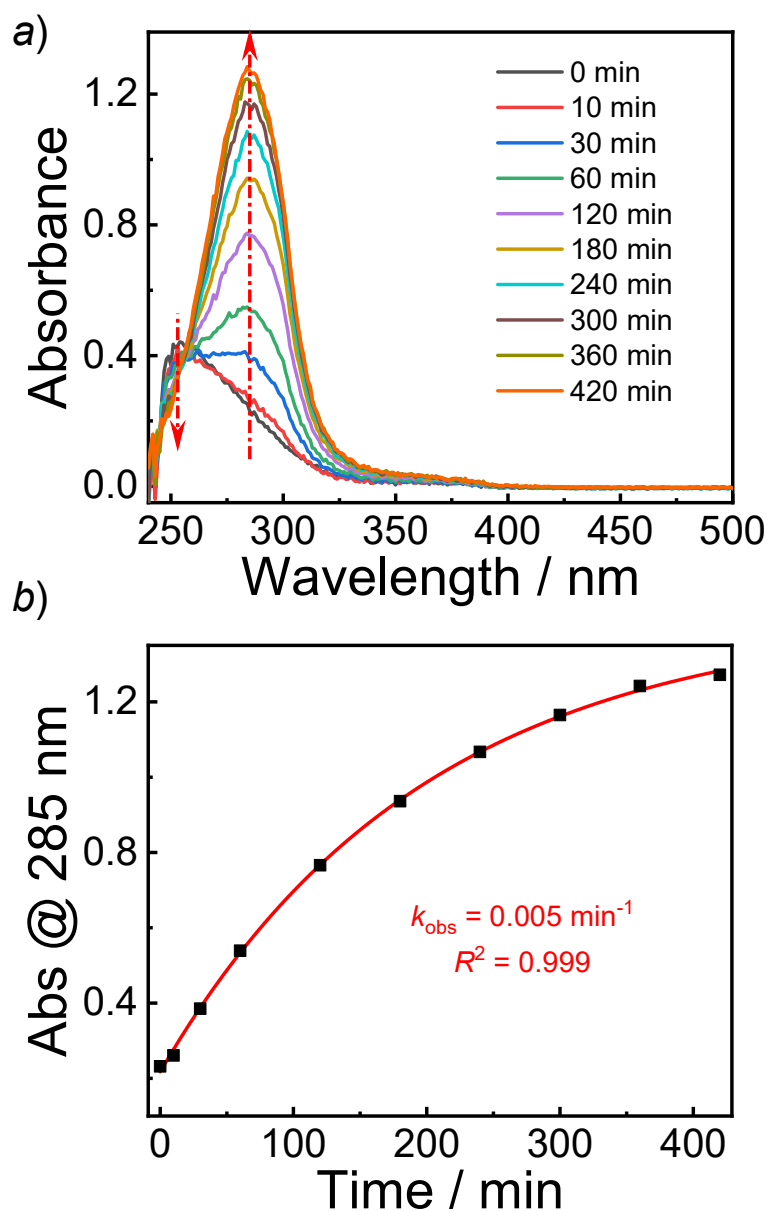 a)
Absorbance
1.2
0.8
0.4
0.0
0 min
10 min
30 min
60 min
120 min
180 min
240 min
300 min
360 min
420 min
250 300 350 400 450 500
Wavelength / nm
b)
Abs @ 285 nm
1.2
0.8
0.4
k_obs = 0.005 min⁻¹
R² = 0.999
0 100 200 300 400
Time / min